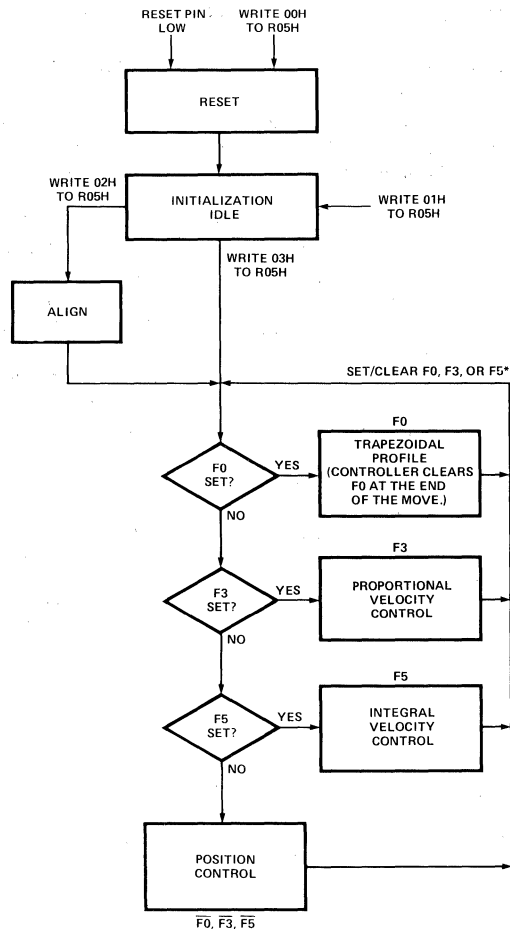 RESET PIN
LOW
WRITE 00H
TO R05H
RESET
WRITE 02H
TO R05H
INITIALIZATION
IDLE
WRITE 01H
TO R05H
WRITE 03H
TO R05H
ALIGN
SET/CLEAR F0, F3, OR F5*
F0
F0
SET?
YES
TRAPEZOIDAL
PROFILE
(CONTROLLER CLEARS
F0 AT THE END
OF THE MOVE.)
NO
F3
F3
SET?
YES
PROPORTIONAL
VELOCITY
CONTROL
NO
F5
F5
SET?
YES
INTEGRAL
VELOCITY
CONTROL
NO
POSITION
CONTROL
F̅0̅, F̅3̅, F̅5̅